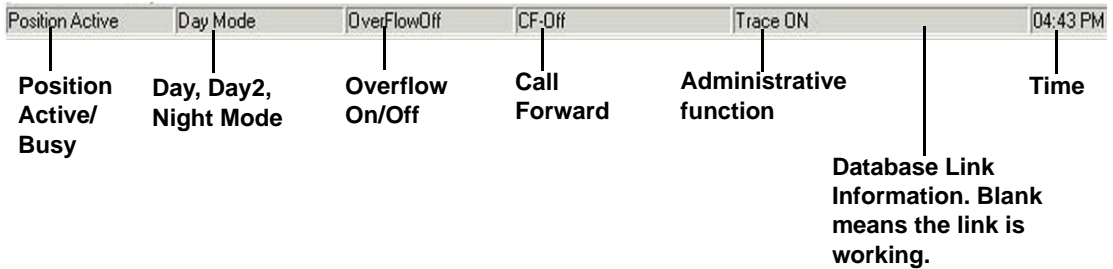 Position Active Day Mode OverFlowOff CF-Off Trace ON 04:43 PM
Position
Active/
Busy
Day, Day2,
Night Mode
Overflow
On/Off
Call
Forward
Administrative
function
Time
Database Link
Information. Blank
means the link is
working.